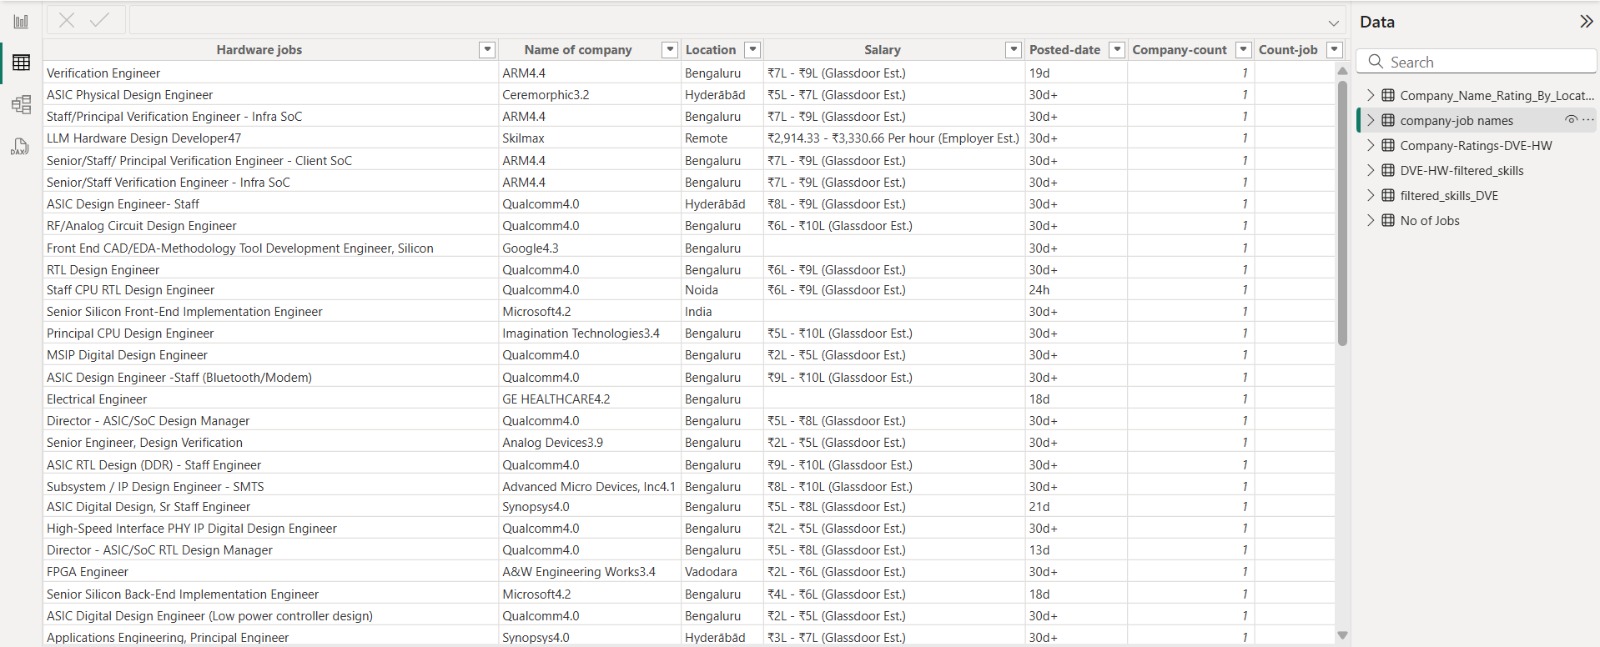 Data
Hardware jobs Name of company Location Salary Posted-date Company-count Count-job
Search
Verification Engineer ARM4.4 Bengaluru ₹7L - ₹9L (Glassdoor Est.) 19d 1
ASIC Physical Design Engineer Ceremorphic3.2 Hyderābād ₹5L - ₹7L (Glassdoor Est.) 30d+ 1
Staff/Principal Verification Engineer - Infra SoC ARM4.4 Bengaluru ₹7L - ₹9L (Glassdoor Est.) 30d+ 1
LLM Hardware Design Developer47 Skilmax Remote ₹2,914.33 - ₹3,330.66 Per hour (Employer Est.) 30d+ 1
Senior/Staff/ Principal Verification Engineer - Client SoC ARM4.4 Bengaluru ₹7L - ₹9L (Glassdoor Est.) 30d+ 1
Senior/Staff Verification Engineer - Infra SoC ARM4.4 Bengaluru ₹7L - ₹9L (Glassdoor Est.) 30d+ 1
ASIC Design Engineer- Staff Qualcomm4.0 Hyderābād ₹8L - ₹9L (Glassdoor Est.) 30d+ 1
RF/Analog Circuit Design Engineer Qualcomm4.0 Bengaluru ₹6L - ₹10L (Glassdoor Est.) 30d+ 1
Front End CAD/EDA-Methodology Tool Development Engineer, Silicon Google4.3 Bengaluru 30d+ 1
RTL Design Engineer Qualcomm4.0 Bengaluru ₹6L - ₹9L (Glassdoor Est.) 30d+ 1
Staff CPU RTL Design Engineer Qualcomm4.0 Noida ₹6L - ₹9L (Glassdoor Est.) 24h 1
Senior Silicon Front-End Implementation Engineer Microsoft4.2 India 30d+ 1
Principal CPU Design Engineer Imagination Technologies3.4 Bengaluru ₹5L - ₹10L (Glassdoor Est.) 30d+ 1
MSIP Digital Design Engineer Qualcomm4.0 Bengaluru ₹2L - ₹5L (Glassdoor Est.) 30d+ 1
ASIC Design Engineer -Staff (Bluetooth/Modem) Qualcomm4.0 Bengaluru ₹9L - ₹10L (Glassdoor Est.) 30d+ 1
Electrical Engineer GE HEALTHCARE4.2 Bengaluru 18d 1
Director - ASIC/SoC Design Manager Qualcomm4.0 Bengaluru ₹5L - ₹8L (Glassdoor Est.) 30d+ 1
Senior Engineer, Design Verification Analog Devices3.9 Bengaluru ₹2L - ₹5L (Glassdoor Est.) 30d+ 1
ASIC RTL Design (DDR) - Staff Engineer Qualcomm4.0 Bengaluru ₹9L - ₹10L (Glassdoor Est.) 30d+ 1
Subsystem / IP Design Engineer - SMTS Advanced Micro Devices, Inc4.1 Bengaluru ₹8L - ₹10L (Glassdoor Est.) 30d+ 1
ASIC Digital Design, Sr Staff Engineer Synopsys4.0 Bengaluru ₹5L - ₹8L (Glassdoor Est.) 21d 1
High-Speed Interface PHY IP Digital Design Engineer Qualcomm4.0 Bengaluru ₹2L - ₹5L (Glassdoor Est.) 30d+ 1
Director - ASIC/SoC RTL Design Manager Qualcomm4.0 Bengaluru ₹5L - ₹8L (Glassdoor Est.) 13d 1
FPGA Engineer A&W Engineering Works3.4 Vadodara ₹2L - ₹6L (Glassdoor Est.) 30d+ 1
Senior Silicon Back-End Implementation Engineer Microsoft4.2 Bengaluru ₹4L - ₹6L (Glassdoor Est.) 18d 1
ASIC Digital Design Engineer (Low power controller design) Qualcomm4.0 Bengaluru ₹2L - ₹5L (Glassdoor Est.) 30d+ 1
Applications Engineering, Principal Engineer Synopsys4.0 Hyderābād ₹3L - ₹7L (Glassdoor Est.) 30d+ 1
Company_Name_Rating_By_Locat...
company-job names
Company-Ratings-DVE-HW
DVE-HW-filtered_skills
filtered_skills_DVE
No of Jobs
DAX